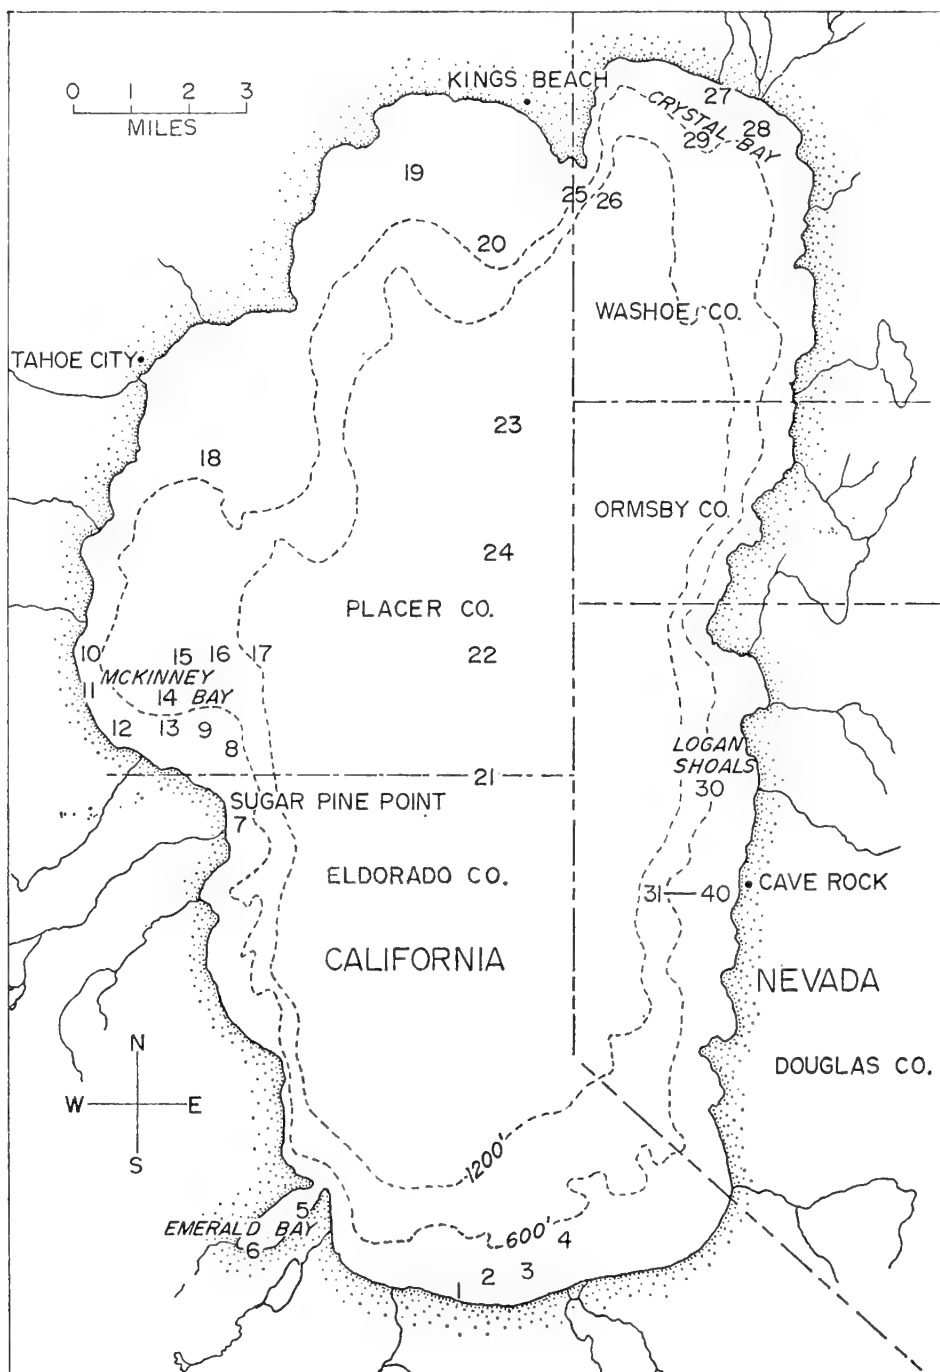 KINGS BEACH
0 1 2 3
MILES
27
CRYSTAL BAY
28
29
19
25 26
20
WASHOE CO.
TAHOE CITY
23
18
ORMSBY CO.
24
PLACER CO.
10 15 16 17 22
MCKINNEY
11 14 BAY
12 13 9
8
LOGAN
SHOALS
21
30
SUGAR PINE POINT
7
ELDORADO CO.
31—40
CAVE ROCK
CALIFORNIA
NEVADA
N
DOUGLAS CO.
W E
S
1200'
5
EMERALD BAY
6
600' 4
3
2
1